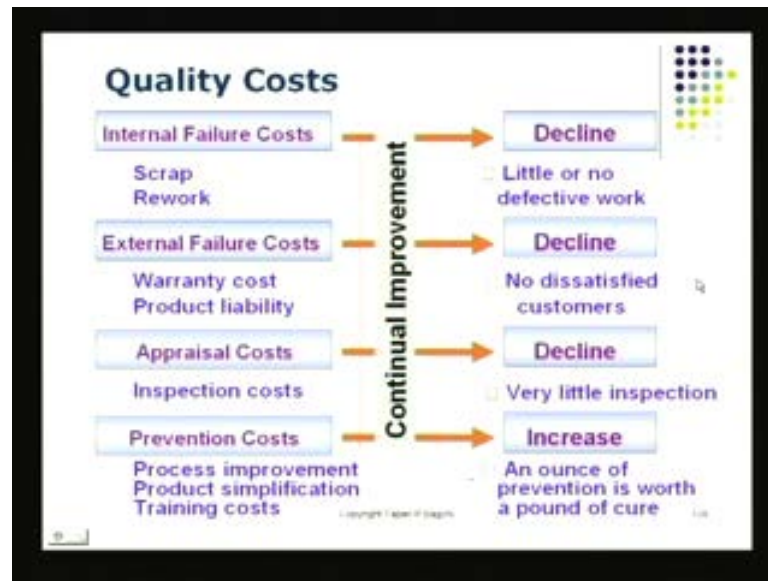 Quality Costs
Internal Failure Costs
Decline
Scrap
Rework
Little or no
defective work
External Failure Costs
Decline
Warranty cost
Product liability
No dissatisfied
customers
Appraisal Costs
Decline
Inspection costs
Very little inspection
Prevention Costs
Increase
Process improvement
Product simplification
Training costs
An ounce of
prevention is worth
a pound of cure
Continual Improvement
Copyright